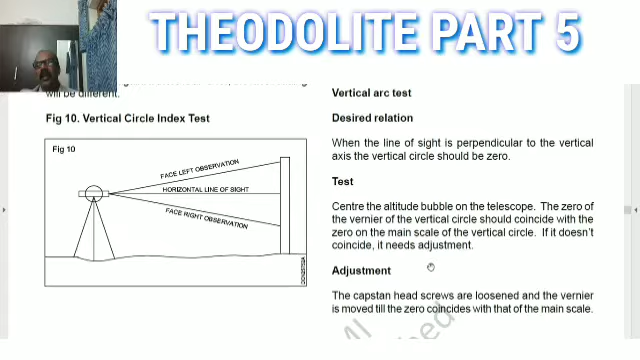 THEODOLITE PART 5
will be different.
Fig 10. Vertical Circle Index Test
Fig 10
FACE LEFT OBSERVATION
HORIZONTAL LINE OF SIGHT
FACE RIGHT OBSERVATION
Vertical arc test
Desired relation
When the line of sight is perpendicular to the vertical
axis the vertical circle should be zero.
Test
Centre the altitude bubble on the telescope. The zero of
the vernier of the vertical circle should coincide with the
zero on the main scale of the vertical circle. If it doesn't
coincide, it needs adjustment.
Adjustment
The capstan head screws are loosened and the vernier
is moved till the zero coincides with that of the main scale.